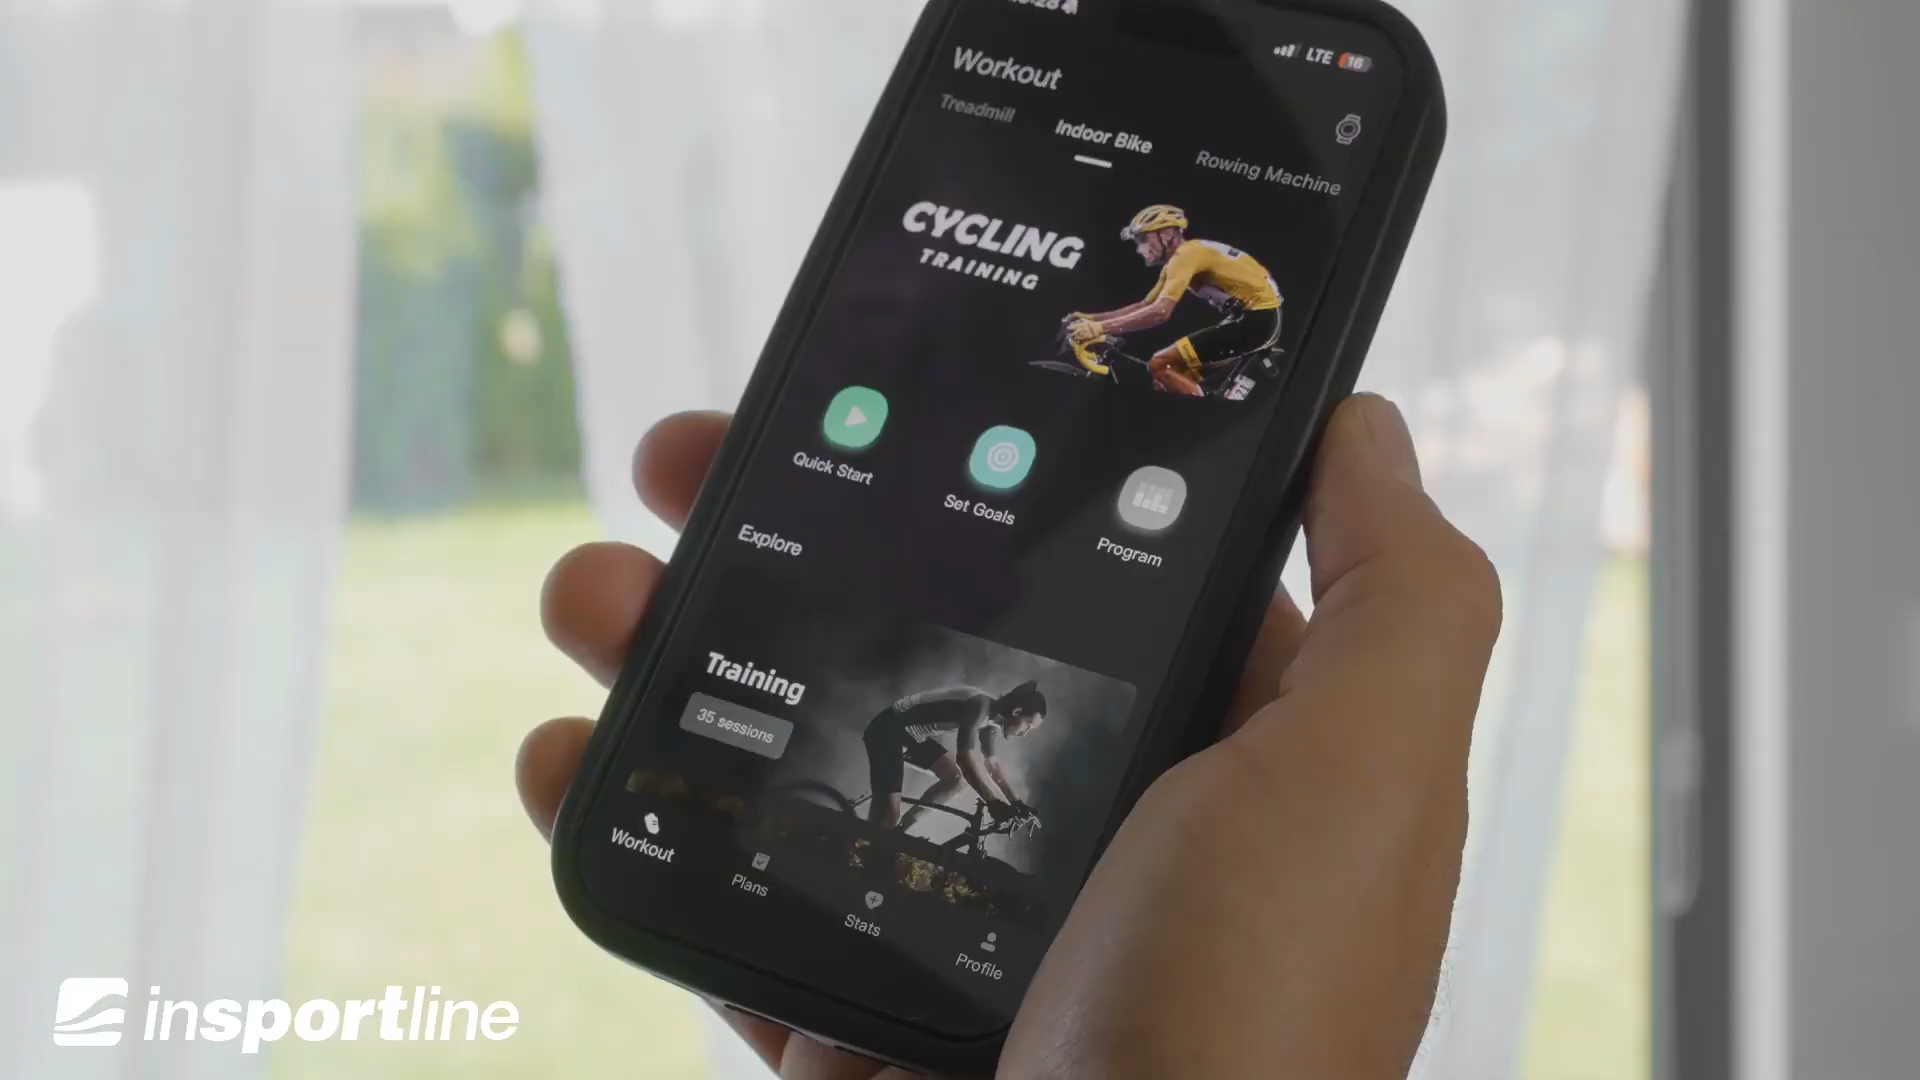 LTE 16
Workout
Treadmill
Indoor Bike
Rowing Machine
CYCLING
TRAINING
Quick Start
Set Goals
Program
Explore
Training
35 sessions
Workout
Plans
Stats
Profile
insportline